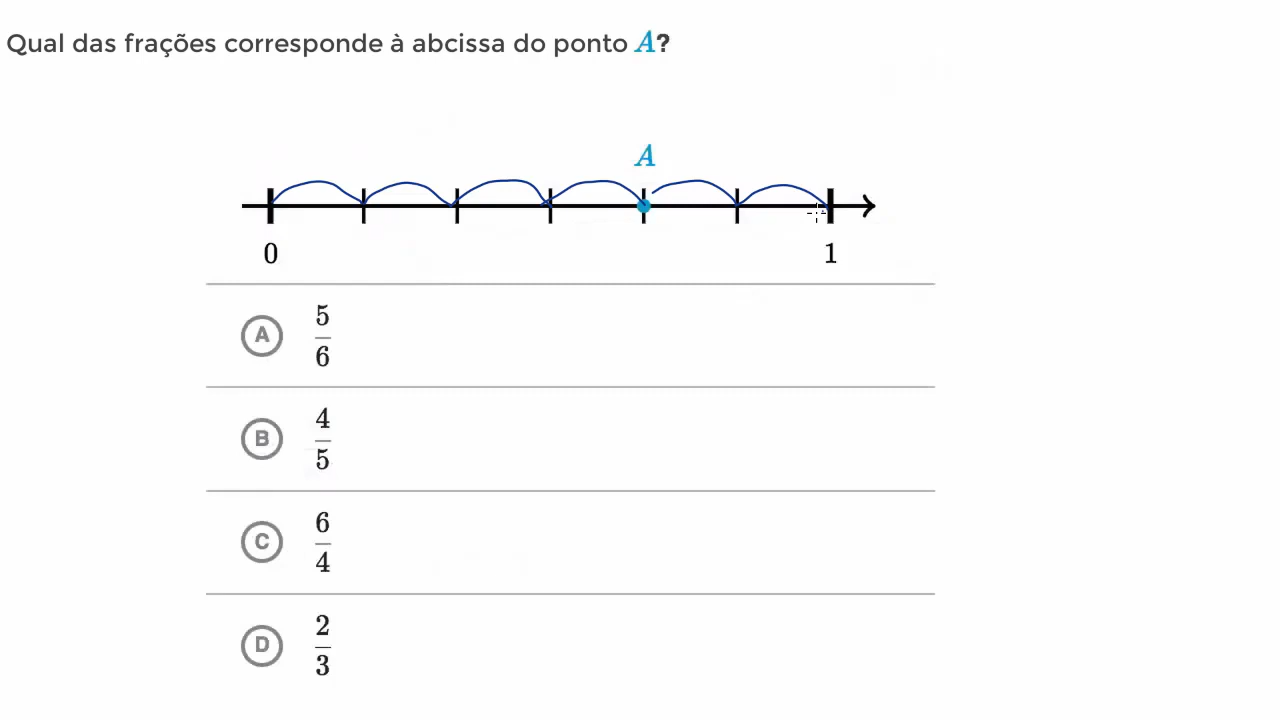 Qual das frações corresponde à abcissa do ponto A?
A
0 1
A 5/6
B 4/5
C 6/4
D 2/3